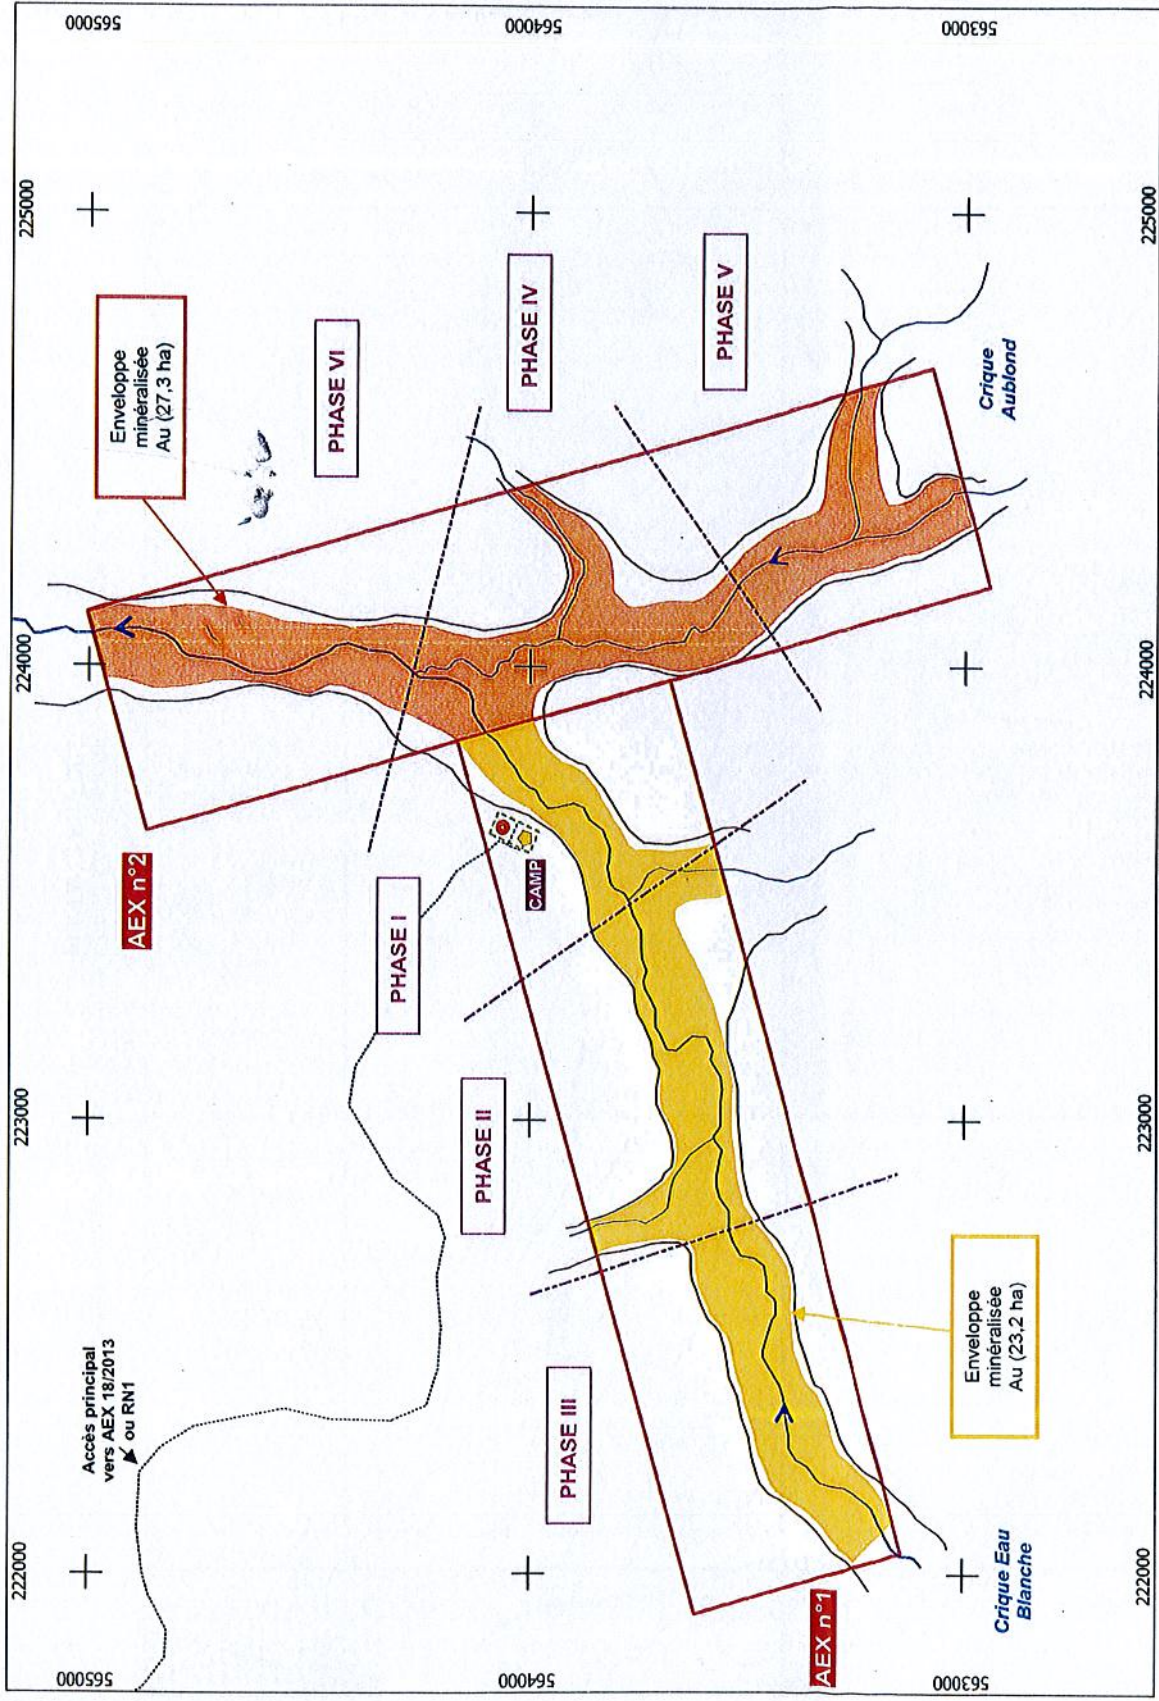 222000
223000
224000
225000
565000
565000
Accès principal
vers AEX 18/2013
ou RN1
AEX n°2
Enveloppe
minéralisée
Au (27,3 ha)
PHASE VI
PHASE I
PHASE II
PHASE III
PHASE IV
PHASE V
CAMP
564000
564000
Enveloppe
minéralisée
Au (23,2 ha)
AEX n°1
Crique Eau
Blanche
Crique
Aublond
563000
563000
222000
223000
224000
225000